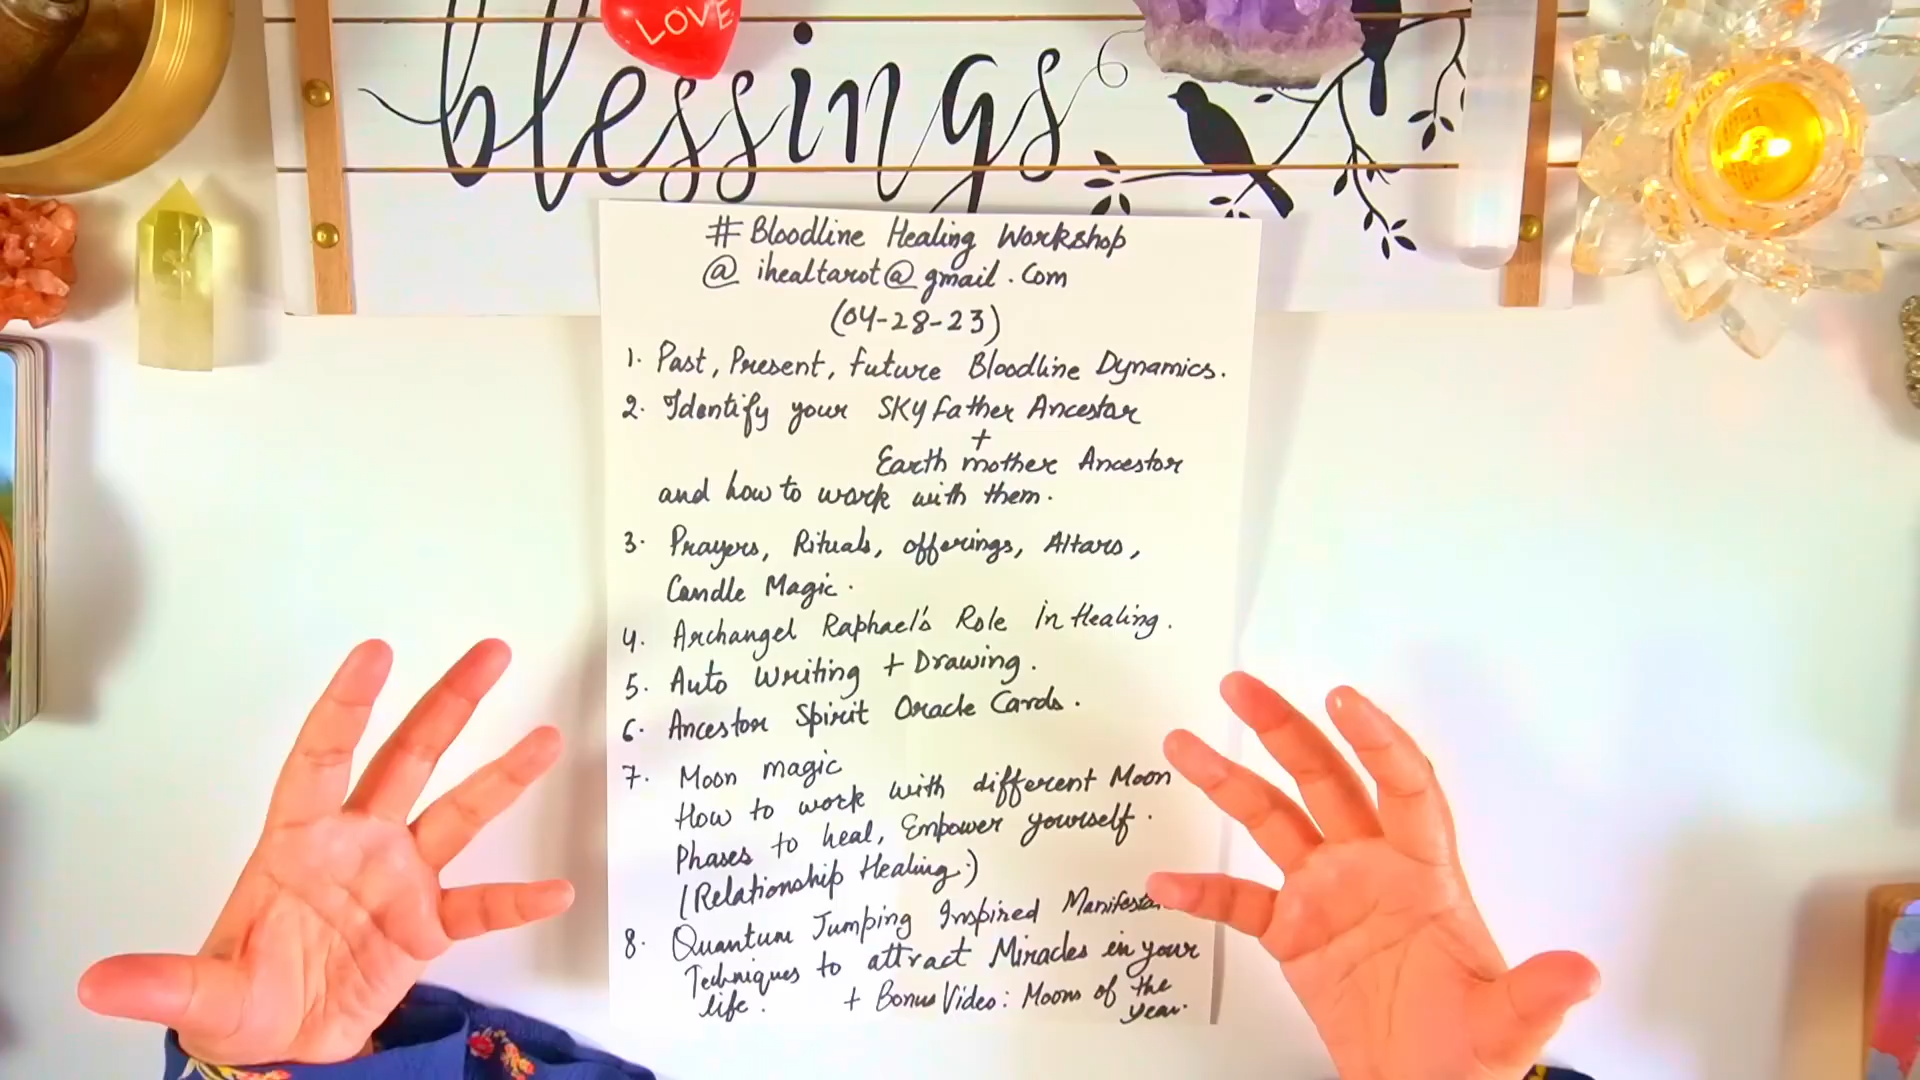 LOVE
blessings
# Bloodline Healing Workshop
@ ihealtarot@gmail.com
(04-28-23)
1. Past, Present, future Bloodline Dynamics.
2. Identify your SKY father Ancestar
+
Earth mother Ancestor
and how to work with them.
3. Prayers, Rituals, offerings, Altars,
Candle Magic.
4. Archangel Raphael's Role in Healing.
5. Auto Writing + Drawing.
6. Ancestor Spirit Oracle Cards.
7. Moon magic
How to work with different Moon
Phases to heal, Empower yourself.
(Relationship Healing:)
8. Quantum Jumping Inspired
Techniques to attract Miracles in your
life. + Bonus Video: Moons of the
year.